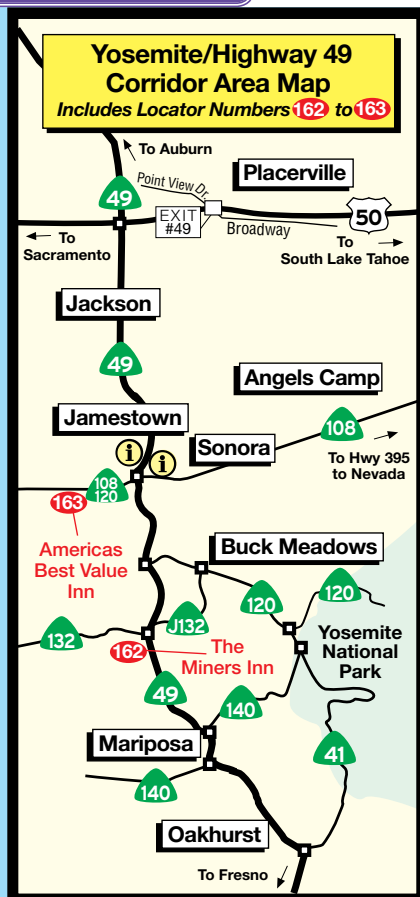 Yosemite/Highway 49
Corridor Area Map
Includes Locator Numbers 162 to 163
To Auburn
Placerville
Point View Dr.
49
EXIT
#49
Broadway
50
To
Sacramento
To
South Lake Tahoe
Jackson
49
Angels Camp
Jamestown
108
i i
Sonora
To Hwy 395
to Nevada
108
120
163
Americas
Best Value
Inn
Buck Meadows
120
120
132
J132
162
The
Miners Inn
Yosemite
National
Park
49
140
Mariposa
41
140
Oakhurst
To Fresno